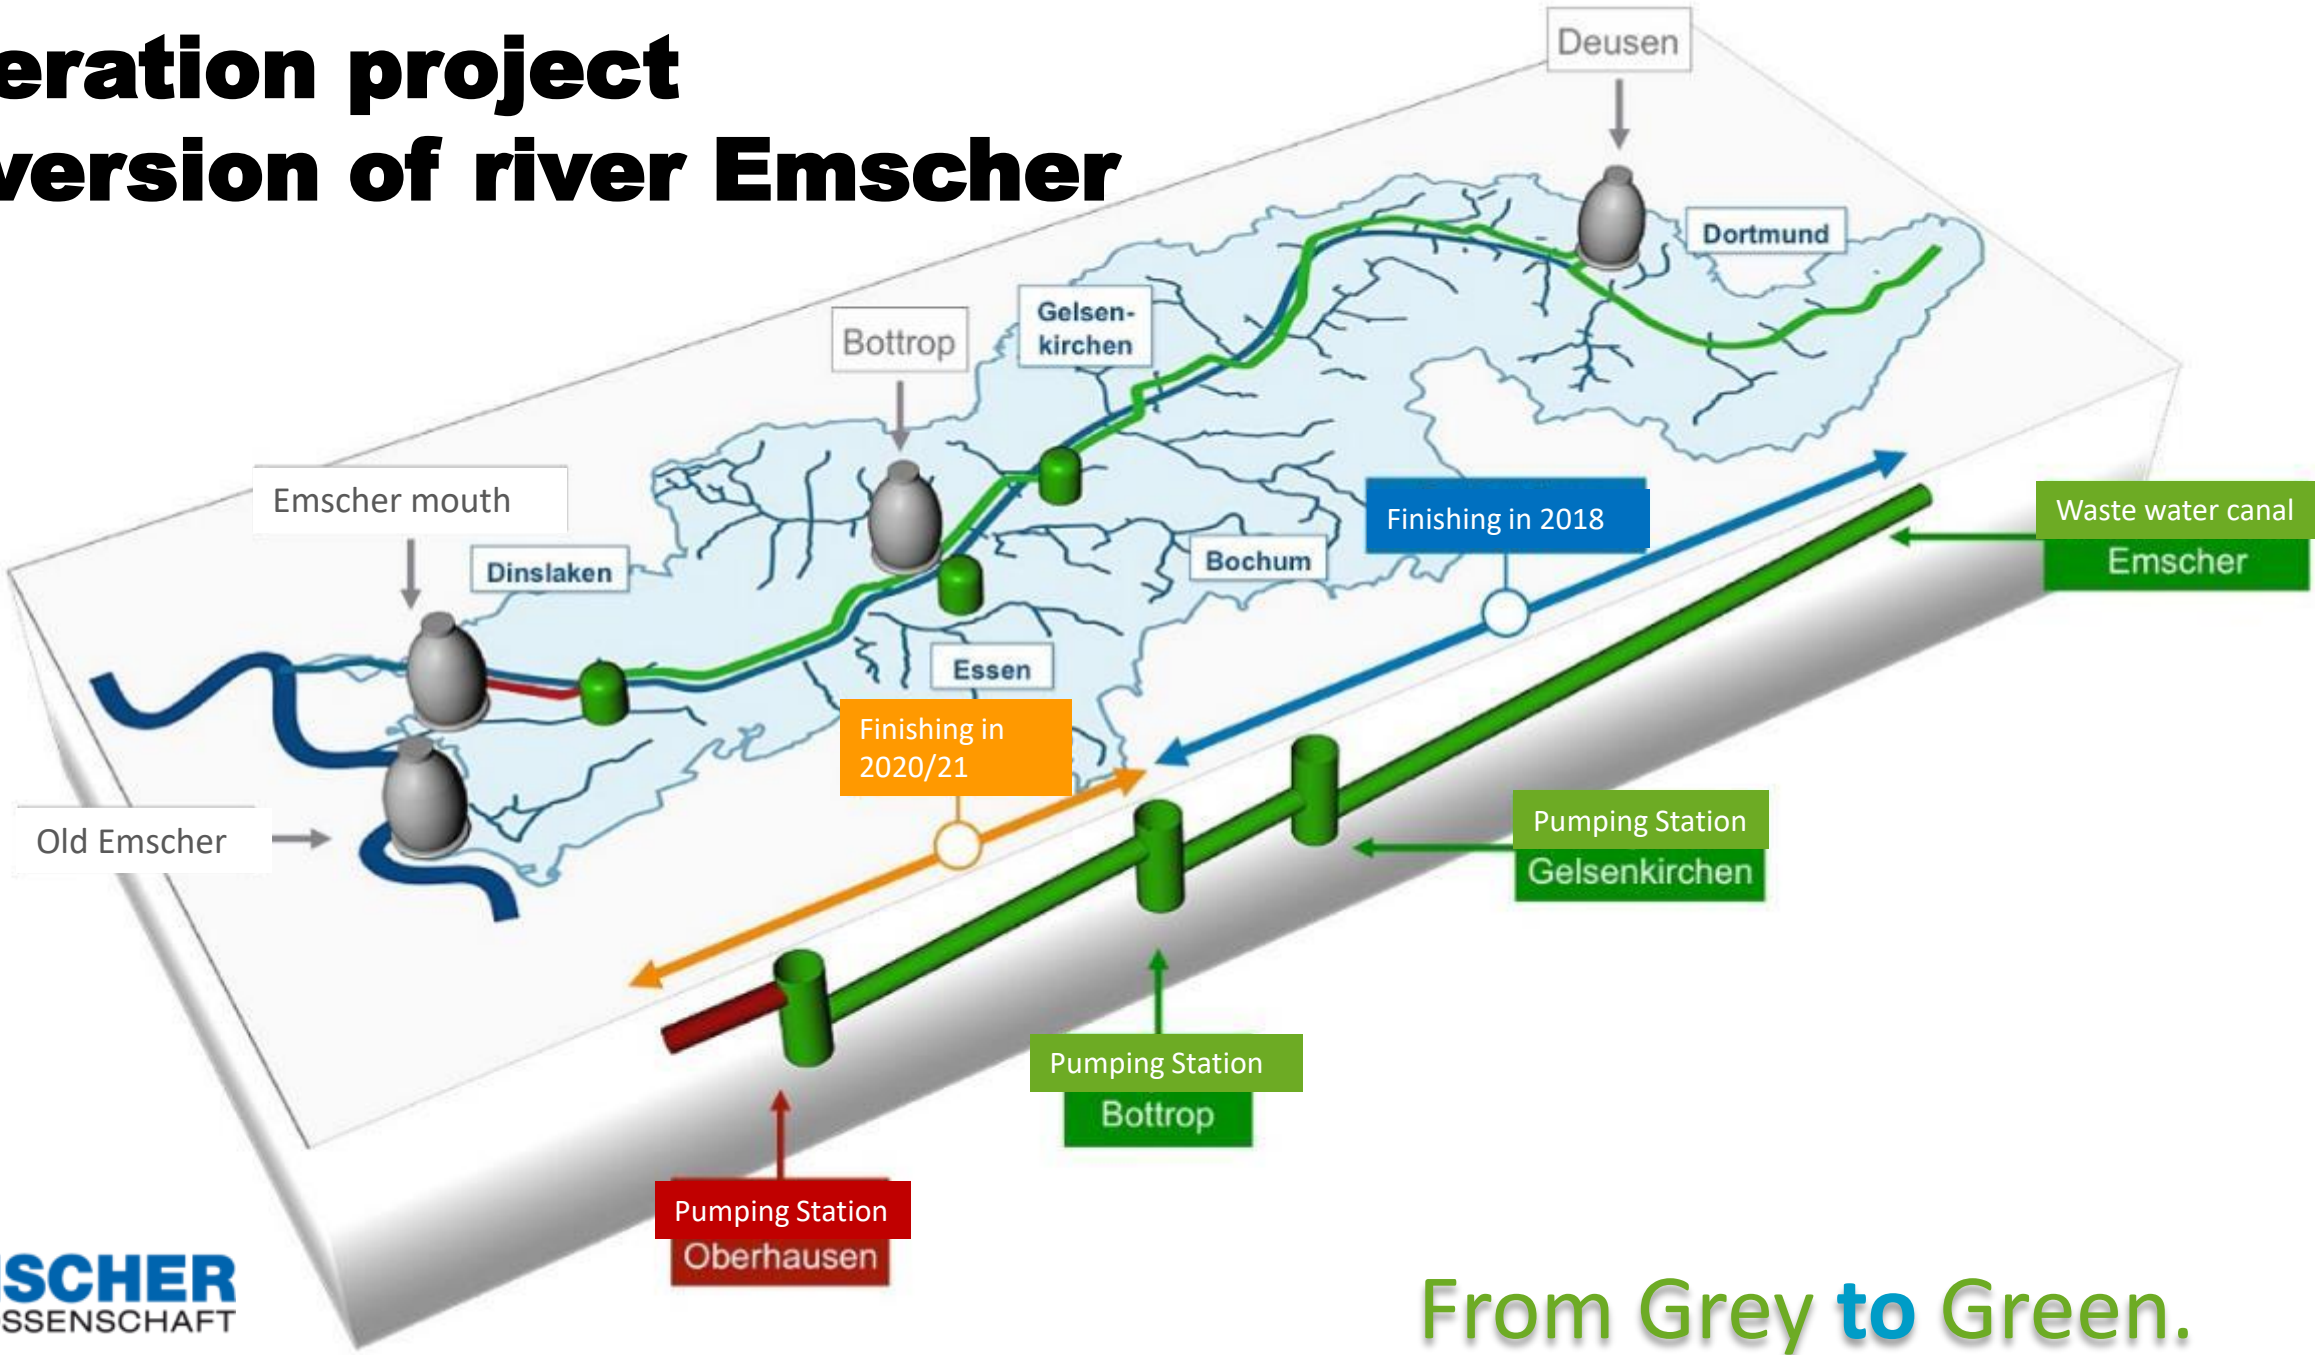 eration project
version of river Emscher
Deusen
Dortmund
Gelsen-
kirchen
Bottrop
Emscher mouth
Dinslaken
Finishing in 2018
Waste water canal
Emscher
Bochum
Essen
Finishing in
2020/21
Old Emscher
Pumping Station
Gelsenkirchen
Pumping Station
Bottrop
Pumping Station
Oberhausen
SCHER
SSENSCHAFT
From Grey to Green.